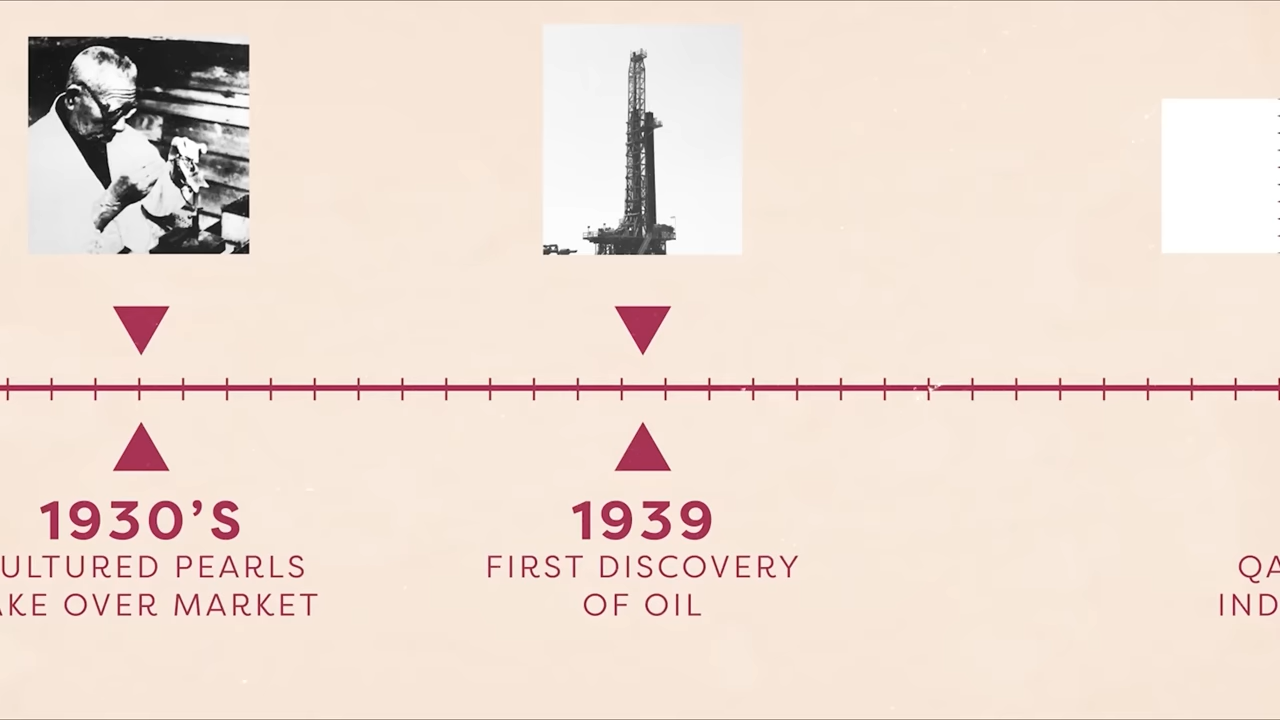 1930'S
ULTURED PEARLS
AKE OVER MARKET
1939
FIRST DISCOVERY
OF OIL
QA
IND